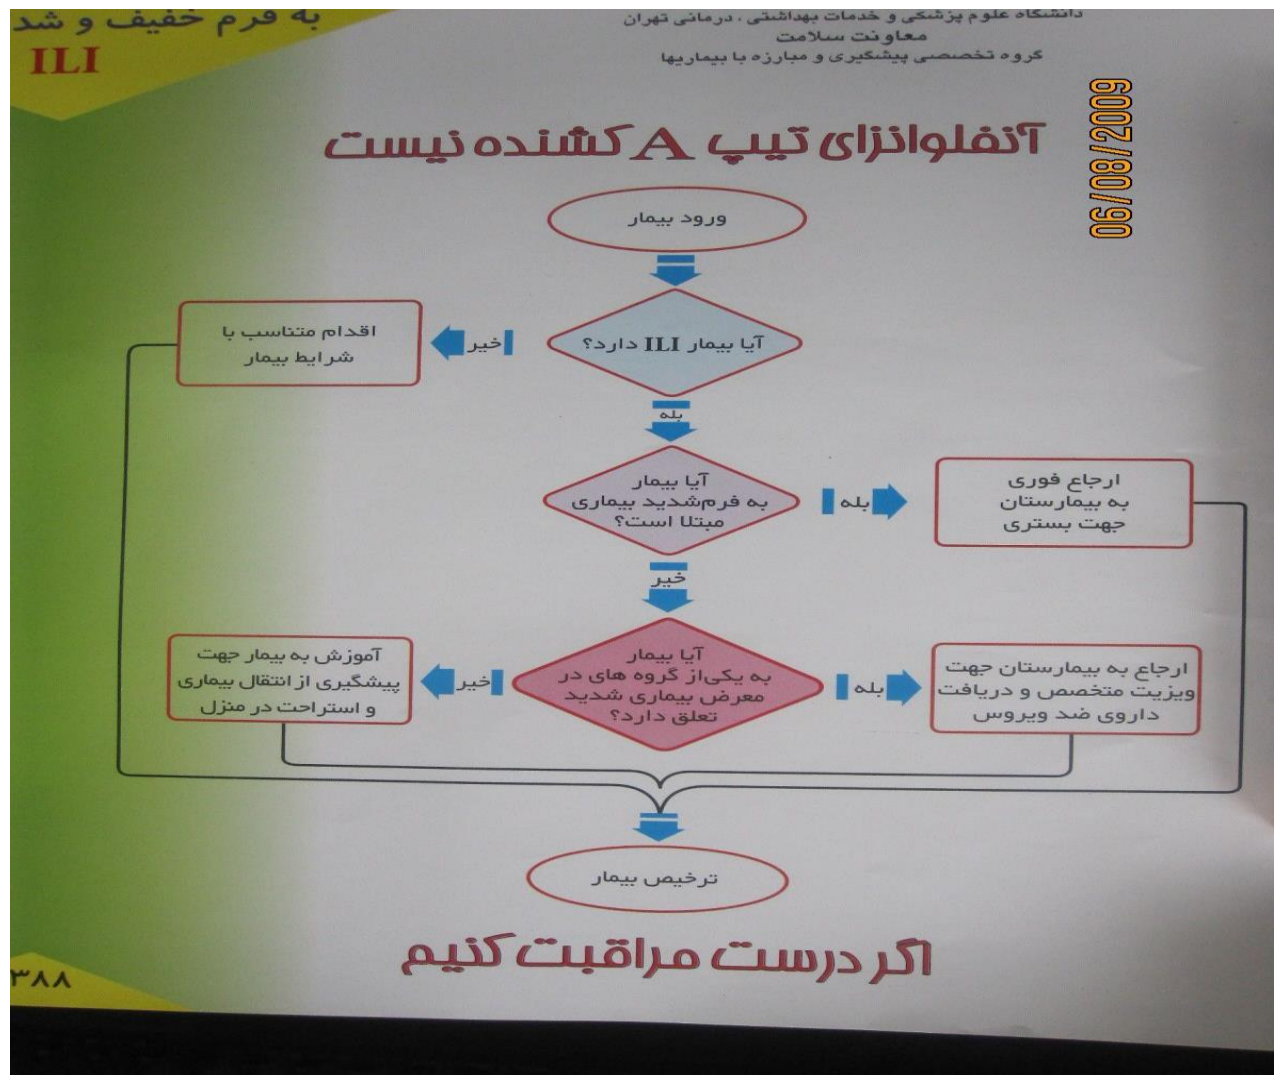 به فرم خفیف و شد
ILI
دانشگاه علوم پزشکی و خدمات بهداشتی ، درمانی تهران
معاونت سلامت
گروه تخصصی پیشگیری و مبارزه با بیماریها
06/08/2009
آنفلوانزای تیپ A کشنده نیست
ورود بیمار
آیا بیمار ILI دارد؟
خیر
اقدام متناسب با
شرایط بیمار
بله
آیا بیمار
به فرم‌شدید بیماری
مبتلا است؟
بله
ارجاع فوری
به بیمارستان
جهت بستری
خیر
آیا بیمار
به یکی‌از گروه های در
معرض بیماری شدید
تعلق دارد؟
بله
ارجاع به بیمارستان جهت
ویزیت متخصص و دریافت
داروی ضد ویروس
خیر
آموزش به بیمار جهت
پیشگیری از انتقال بیماری
و استراحت در منزل
ترخیص بیمار
اگر درست مراقبت کنیم
۳۸۸